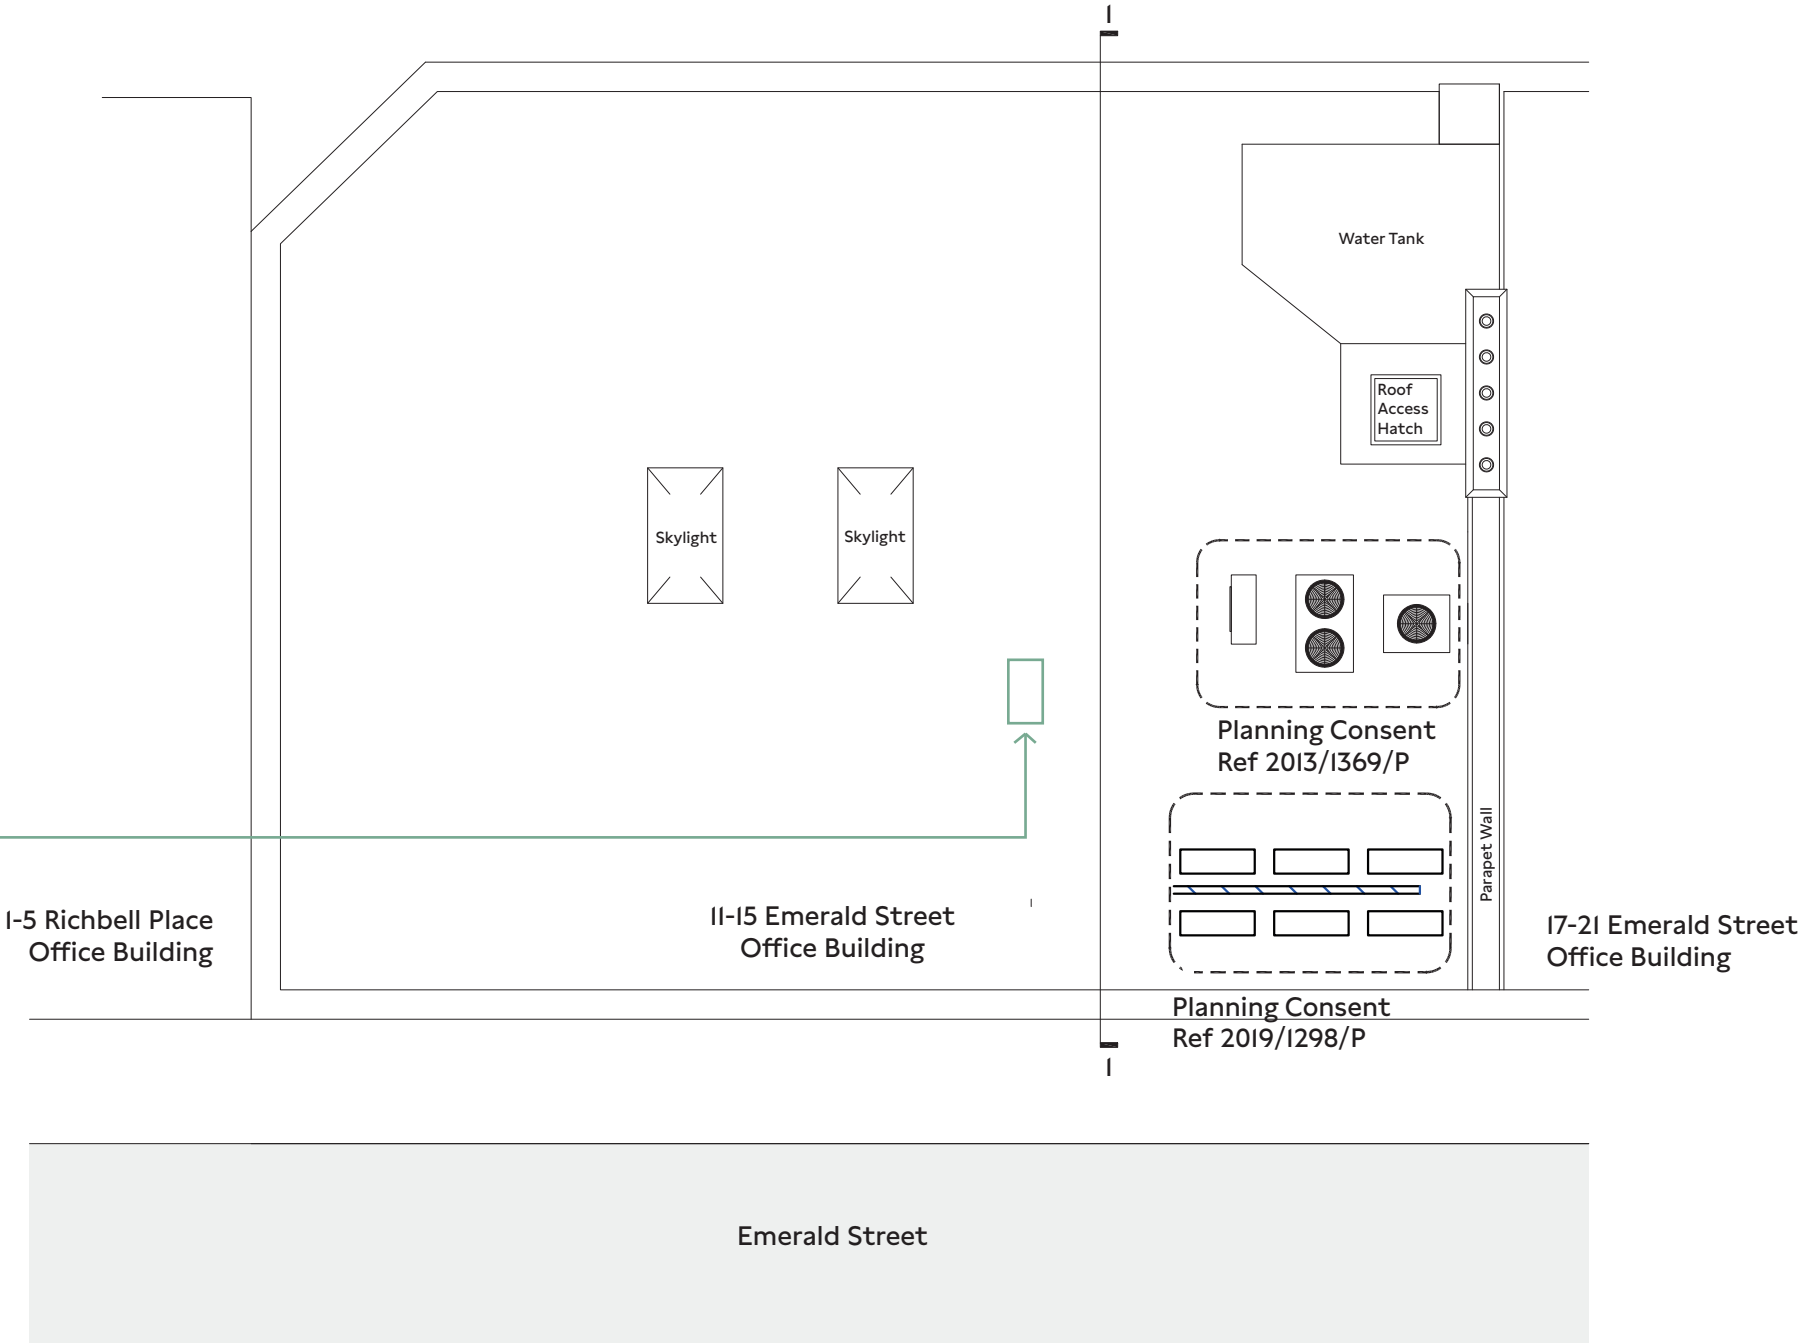 1
Water Tank
Roof
Access
Hatch
Skylight
Skylight
Planning Consent
Ref 2013/1369/P
Parapet Wall
1-5 Richbell Place
Office Building
11-15 Emerald Street
Office Building
17-21 Emerald Street
Office Building
Planning Consent
Ref 2019/1298/P
1
Emerald Street